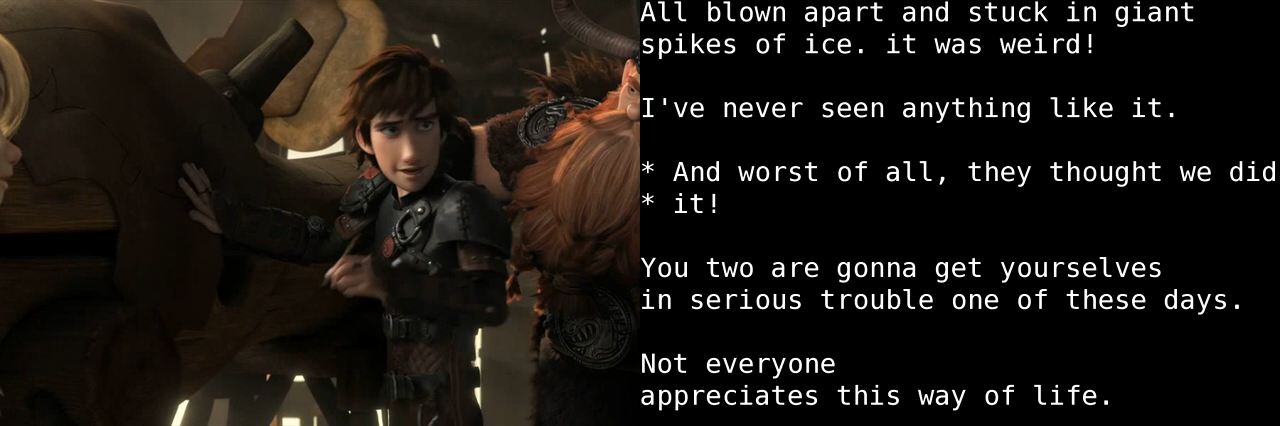 All blown apart and stuck in giant
spikes of ice. it was weird!
I've never seen anything like it.
* And worst of all, they thought we did
* it!
You two are gonna get yourselves
in serious trouble one of these days.
Not everyone
appreciates this way of life.